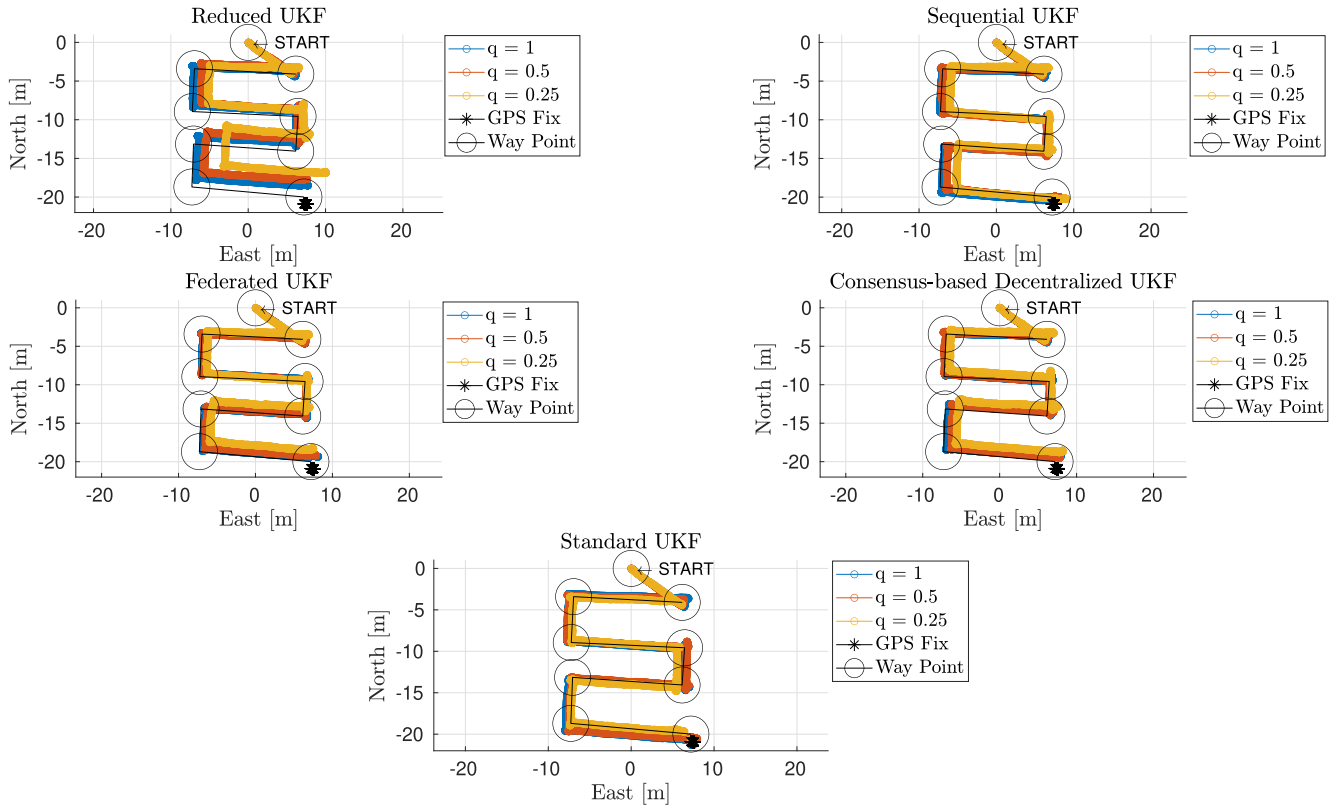 Reduced UKF
START
q = 1
q = 0.5
q = 0.25
GPS Fix
Way Point
0
-5
-10
-15
-20
North [m]
-20
-10
0
10
20
East [m]
Sequential UKF
START
q = 1
q = 0.5
q = 0.25
GPS Fix
Way Point
0
-5
-10
-15
-20
North [m]
-20
-10
0
10
20
East [m]
Federated UKF
START
q = 1
q = 0.5
q = 0.25
GPS Fix
Way Point
0
-5
-10
-15
-20
North [m]
-20
-10
0
10
20
East [m]
Consensus-based Decentralized UKF
START
q = 1
q = 0.5
q = 0.25
GPS Fix
Way Point
0
-5
-10
-15
-20
North [m]
-20
-10
0
10
20
East [m]
Standard UKF
START
q = 1
q = 0.5
q = 0.25
GPS Fix
Way Point
0
-5
-10
-15
-20
North [m]
-20
-10
0
10
20
East [m]